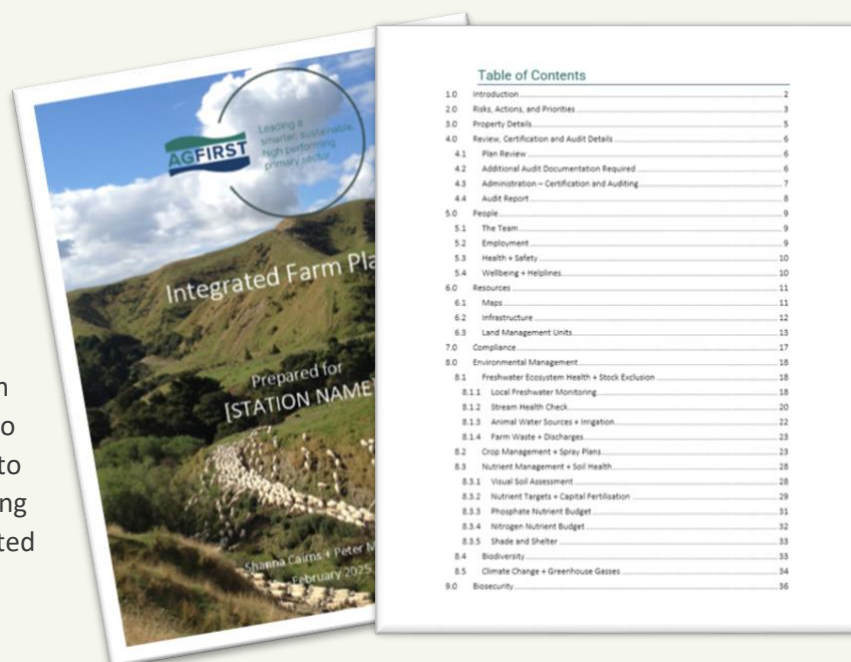 AGFIRST
Leading a
smarter, sustainable,
high performing
primary sector
Integrated Farm
Prepared for
[STATION NAME
Shanna Cairns + Peter
February 2025
Table of Contents
1.0 Introduction 2
2.0 Risks, Actions, and Priorities 3
3.0 Property Details 5
4.0 Review, Certification and Audit Details 6
4.1 Plan Review 6
4.2 Additional Audit Documentation Required 6
4.3 Administration – Certification and Auditing 7
4.4 Audit Report 8
5.0 People 9
5.1 The Team 9
5.2 Employment 9
5.3 Health + Safety 10
5.4 Wellbeing + Helplines 10
6.0 Resources 11
6.1 Maps 11
6.2 Infrastructure 12
6.3 Land Management Units 13
7.0 Compliance 17
8.0 Environmental Management 18
8.1 Freshwater Ecosystem Health + Stock Exclusion 18
8.1.1 Local Freshwater Monitoring 18
8.1.2 Stream Health Check 20
8.1.3 Animal Water Sources + Irrigation 22
8.1.4 Farm Waste + Discharges 23
8.2 Crop Management + Spray Plans 23
8.3 Nutrient Management + Soil Health 28
8.3.1 Visual Soil Assessment 28
8.3.2 Nutrient Targets + Capital Fertilisation 29
8.3.3 Phosphate Nutrient Budget 31
8.3.4 Nitrogen Nutrient Budget 32
8.3.5 Shade and Shelter 33
8.4 Biodiversity 33
8.5 Climate Change + Greenhouse Gasses 34
9.0 Biosecurity 36
to